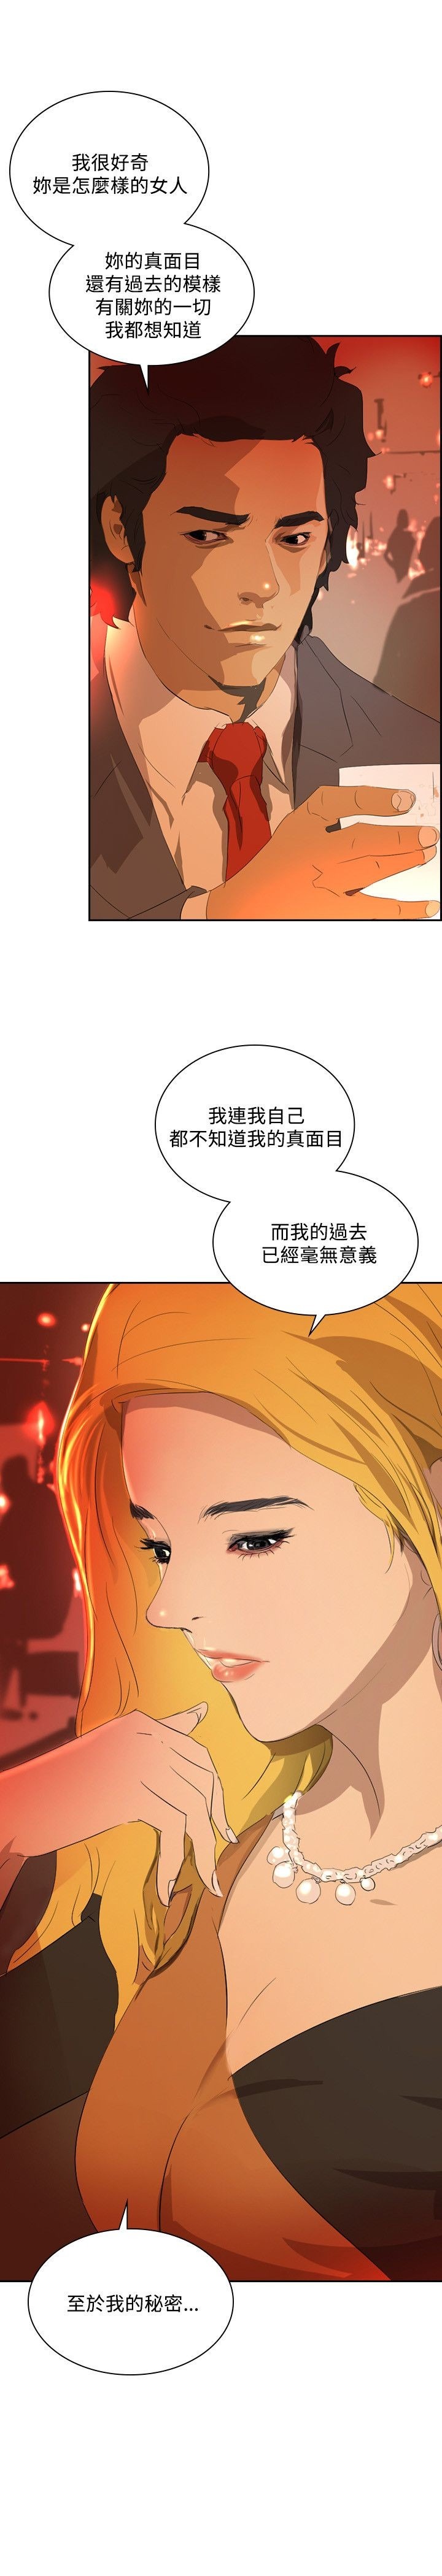 我很好奇
妳是怎麼樣的女人
妳的真面目
還有過去的模樣
有關妳的一切
我都想知道
我連我自己
都不知道我的真面目
而我的過去
已經毫無意義
至於我的秘密...